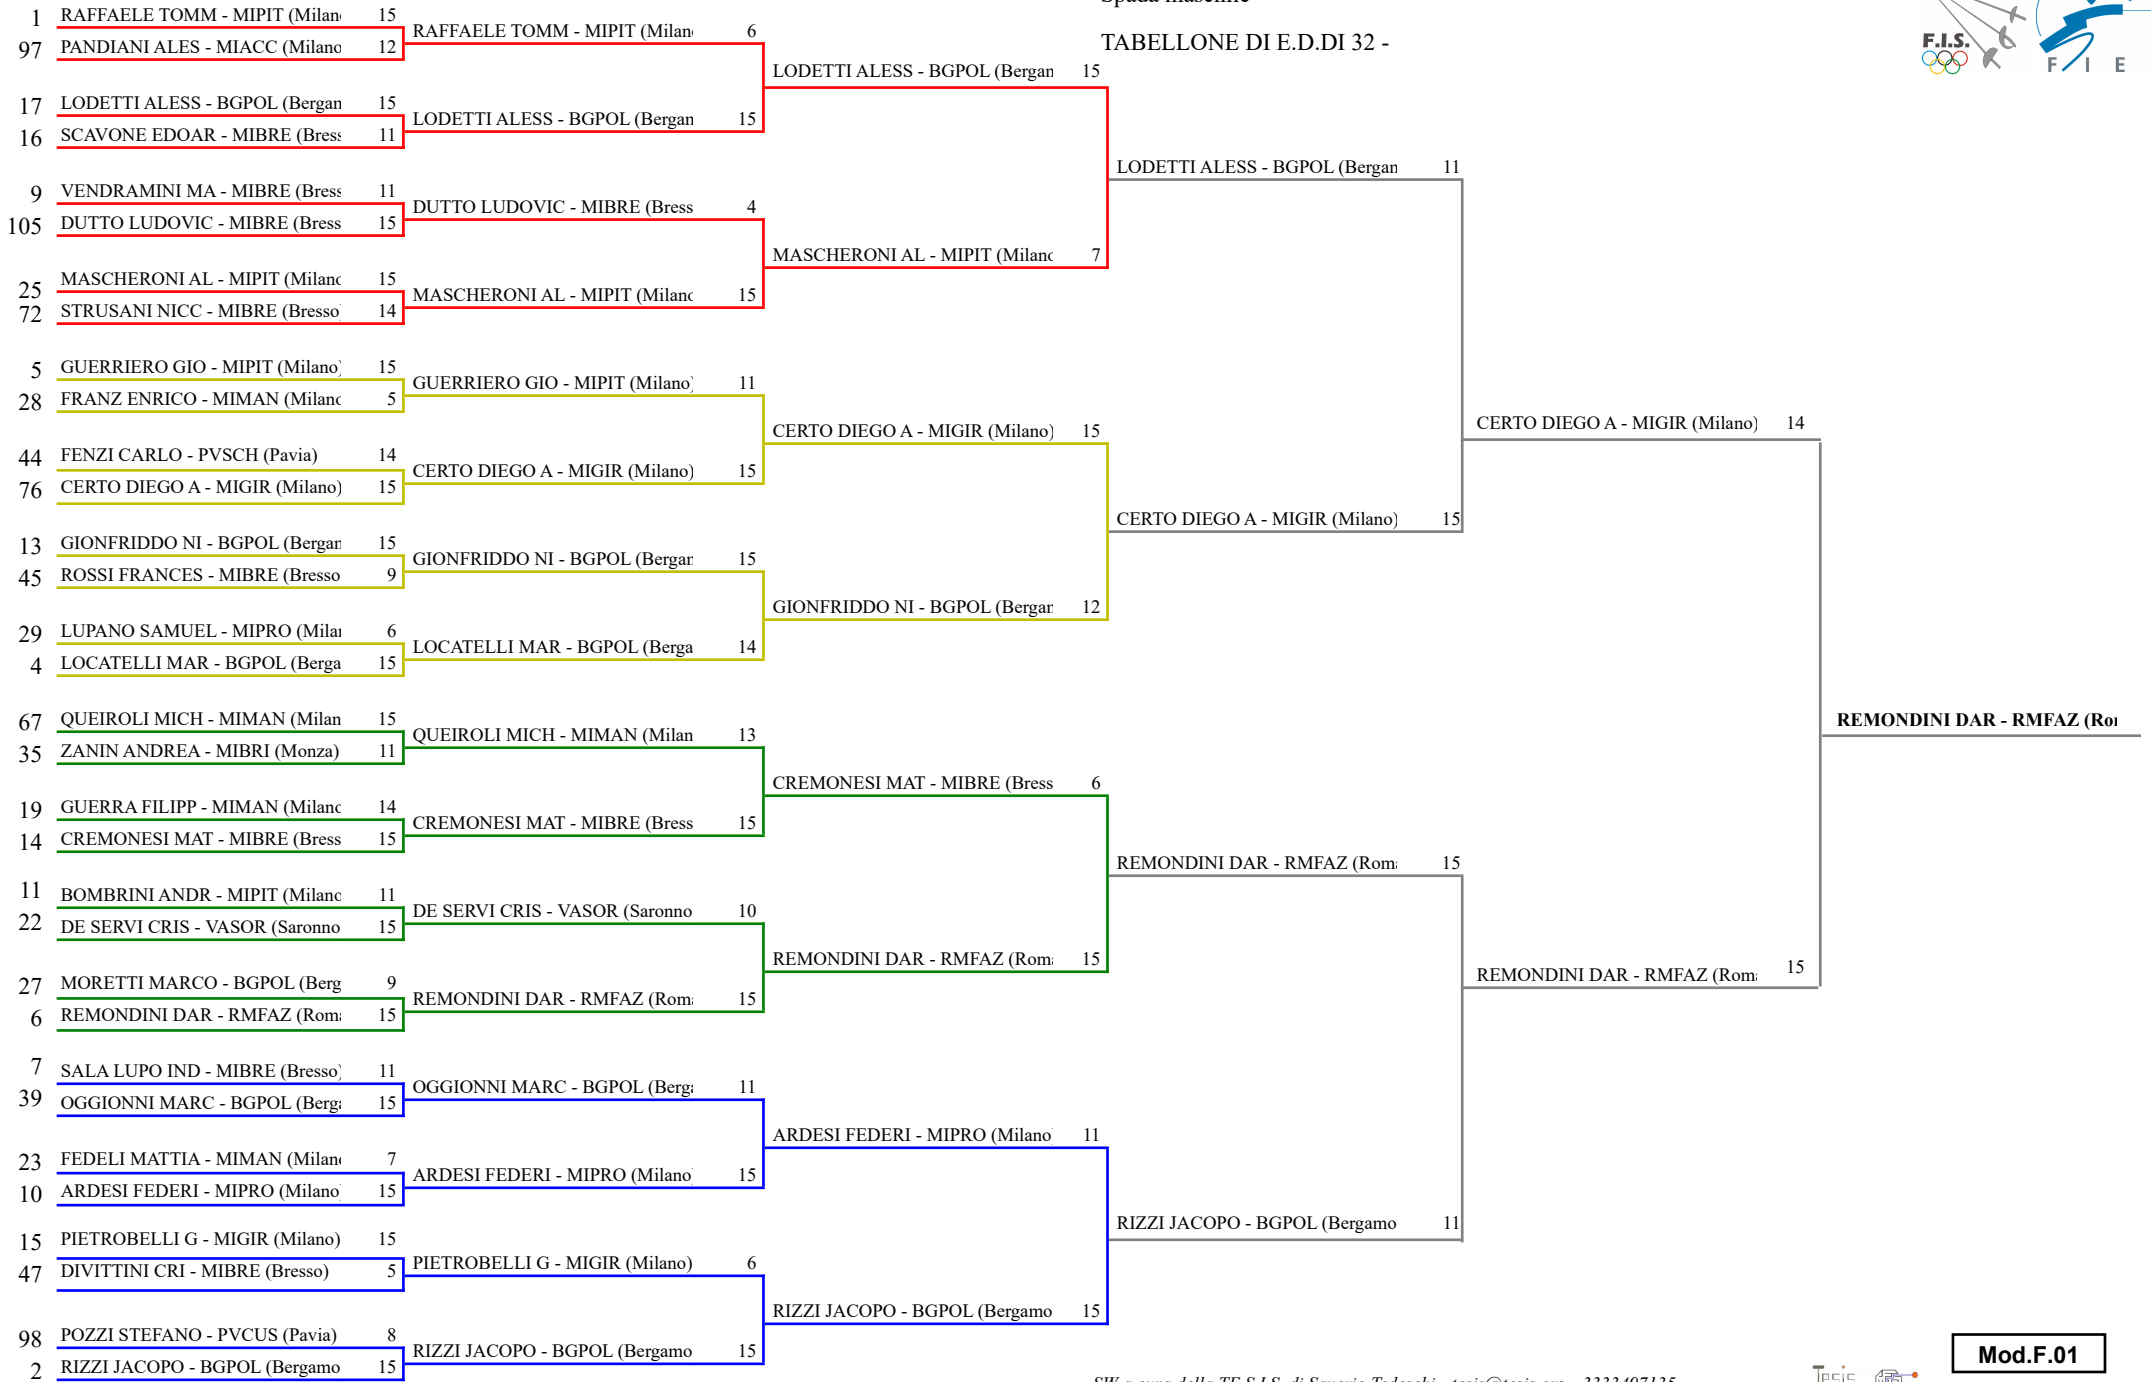 TABELLONE DI E.D.DI 32 -
F.I.S.
F I E
1 RAFFAELE TOMM - MIPIT (Milan 15
97 PANDIANI ALES - MIACC (Milano 12
17 LODETTI ALESS - BGPOL (Bergan 15
16 SCAVONE EDOAR - MIBRE (Bress 11
9 VENDRAMINI MA - MIBRE (Bress 11
105 DUTTO LUDOVIC - MIBRE (Bress 15
25 MASCHERONI AL - MIPIT (Milano 15
72 STRUSANI NICC - MIBRE (Bresso) 14
5 GUERRIERO GIO - MIPIT (Milano) 15
28 FRANZ ENRICO - MIMAN (Milano 5
44 FENZI CARLO - PVSCH (Pavia) 14
76 CERTO DIEGO A - MIGIR (Milano) 15
13 GIONFRIDDO NI - BGPOL (Bergan 15
45 ROSSI FRANCES - MIBRE (Bresso 9
29 LUPANO SAMUEL - MIPRO (Milan 6
4 LOCATELLI MAR - BGPOL (Berga 15
67 QUEIROLI MICH - MIMAN (Milan 15
35 ZANIN ANDREA - MIBRI (Monza) 11
19 GUERRA FILIPP - MIMAN (Milano 14
14 CREMONESI MAT - MIBRE (Bress 15
11 BOMBRINI ANDR - MIPIT (Milano 11
22 DE SERVI CRIS - VASOR (Saronno 15
27 MORETTI MARCO - BGPOL (Berg 9
6 REMONDINI DAR - RMFAZ (Roma 15
7 SALA LUPO IND - MIBRE (Bresso) 11
39 OGGIONNI MARC - BGPOL (Berga 15
23 FEDELI MATTIA - MIMAN (Milano 7
10 ARDESI FEDERI - MIPRO (Milano) 15
15 PIETROBELLI G - MIGIR (Milano) 15
47 DIVITTINI CRI - MIBRE (Bresso) 5
98 POZZI STEFANO - PVCUS (Pavia) 8
2 RIZZI JACOPO - BGPOL (Bergamo 15
RAFFAELE TOMM - MIPIT (Milan 6
LODETTI ALESS - BGPOL (Bergan 15
DUTTO LUDOVIC - MIBRE (Bress 4
MASCHERONI AL - MIPIT (Milano 15
GUERRIERO GIO - MIPIT (Milano) 11
CERTO DIEGO A - MIGIR (Milano) 15
GIONFRIDDO NI - BGPOL (Bergan 15
LOCATELLI MAR - BGPOL (Berga 14
QUEIROLI MICH - MIMAN (Milan 13
CREMONESI MAT - MIBRE (Bress 15
DE SERVI CRIS - VASOR (Saronno 10
REMONDINI DAR - RMFAZ (Roma 15
OGGIONNI MARC - BGPOL (Berga 11
ARDESI FEDERI - MIPRO (Milano) 15
PIETROBELLI G - MIGIR (Milano) 6
RIZZI JACOPO - BGPOL (Bergamo 15
LODETTI ALESS - BGPOL (Bergan 15
MASCHERONI AL - MIPIT (Milano 7
CERTO DIEGO A - MIGIR (Milano) 15
GIONFRIDDO NI - BGPOL (Bergan 12
CREMONESI MAT - MIBRE (Bress 6
REMONDINI DAR - RMFAZ (Roma 15
ARDESI FEDERI - MIPRO (Milano) 11
RIZZI JACOPO - BGPOL (Bergamo 15
LODETTI ALESS - BGPOL (Bergan 11
CERTO DIEGO A - MIGIR (Milano) 15
REMONDINI DAR - RMFAZ (Roma 15
RIZZI JACOPO - BGPOL (Bergamo 11
CERTO DIEGO A - MIGIR (Milano) 14
REMONDINI DAR - RMFAZ (Roma 15
REMONDINI DAR - RMFAZ (Ro
Mod.F.01